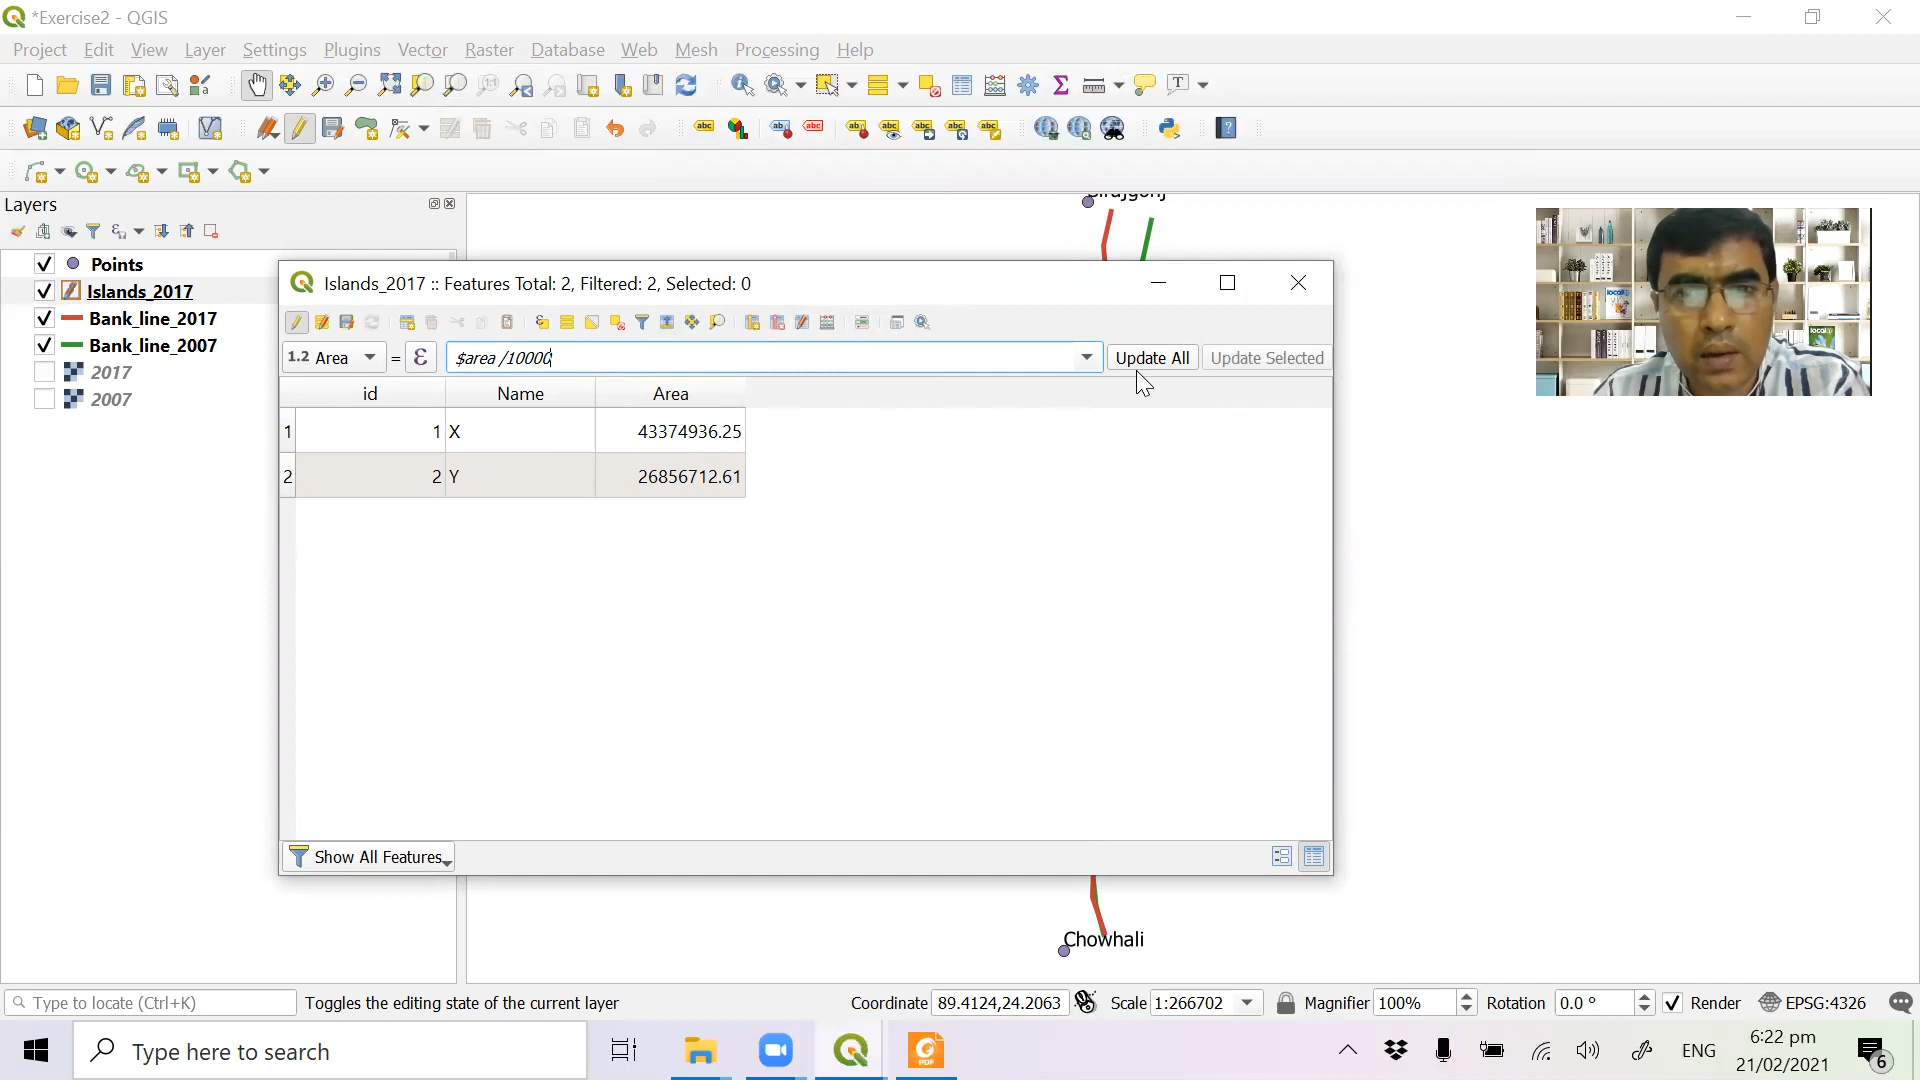 *Exercise2 - QGIS
Project Edit View Layer Settings Plugins Vector Raster Database Web Mesh Processing Help
Layers
Points
Islands_2017
Bank_line_2017
Bank_line_2007
2017
2007
Islands_2017 :: Features Total: 2, Filtered: 2, Selected: 0
1.2 Area = ε $area /10000 Update All Update Selected
id Name Area
1 1 X 43374936.25
2 2 Y 26856712.61
Show All Features
Chowhali
Type to locate (Ctrl+K) Toggles the editing state of the current layer Coordinate 89.4124,24.2063 Scale 1:266702 Magnifier 100% Rotation 0.0 ° Render EPSG:4326
Type here to search ENG 6:22 pm
21/02/2021 6